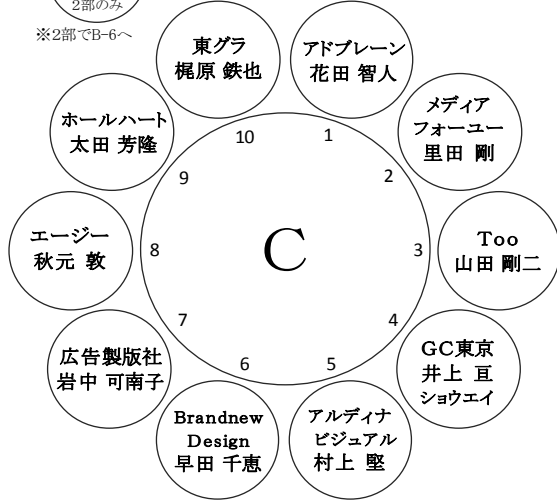 2部のみ
※2部でB-6へ
東グラ
梶原 鉄也
アドブレーン
花田 智人
ホールハート
太田 芳隆
メディア
フォーユー
里田 剛
エージー
秋元 敦
Too
山田 剛二
広告製版社
岩中 可南子
GC東京
井上 亘
ショウエイ
Brandnew
Design
早田 千恵
アルディナ
ビジュアル
村上 堅
C
1
2
3
4
5
6
7
8
9
10